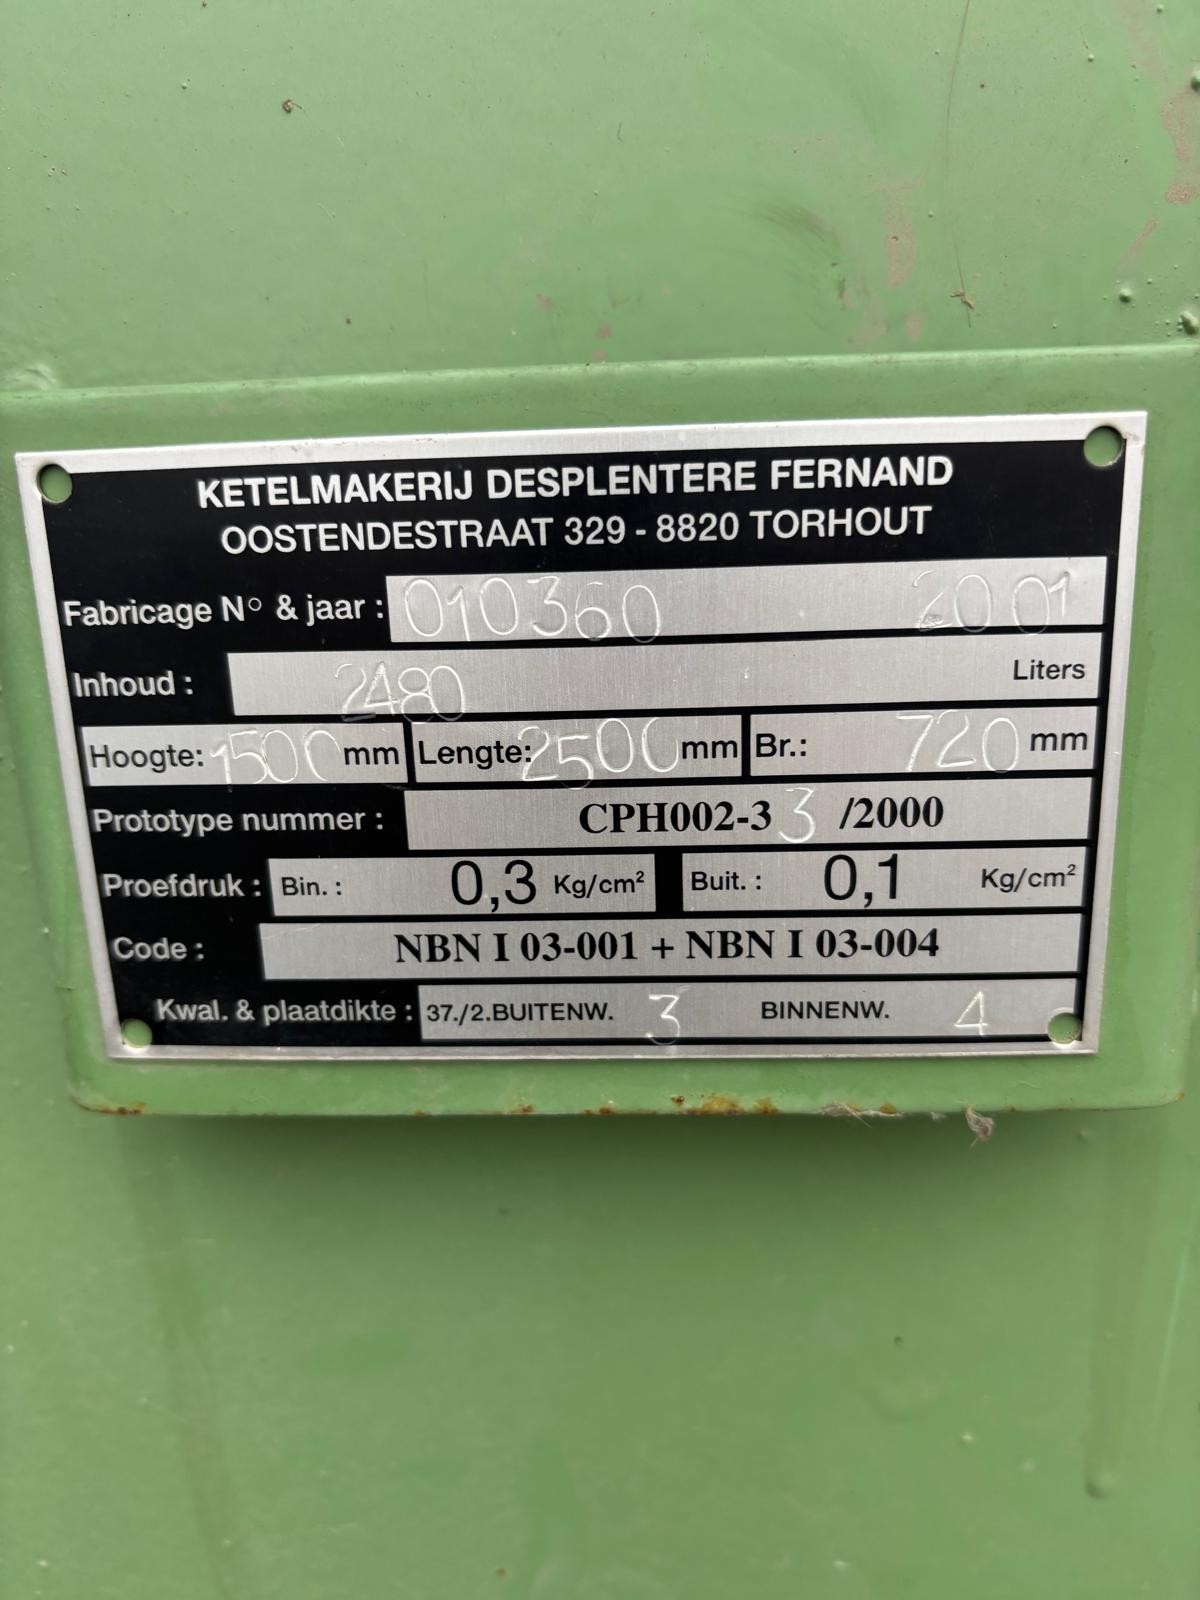 KETELMAKERIJ DESPLENTERE FERNAND
OOSTENDESTRAAT 329 - 8820 TORHOUT
Fabricage N° & jaar : 010360 2001
Inhoud : 2480 Liters
Hoogte: 1500 mm Lengte: 2500 mm Br.: 720 mm
Prototype nummer : CPH002-3 3 /2000
Proefdruk : Bin. : 0,3 Kg/cm² Buit. : 0,1 Kg/cm²
Code : NBN I 03-001 + NBN I 03-004
Kwal. & plaatdikte : 37./2.BUITENW. 3 BINNENW. 4